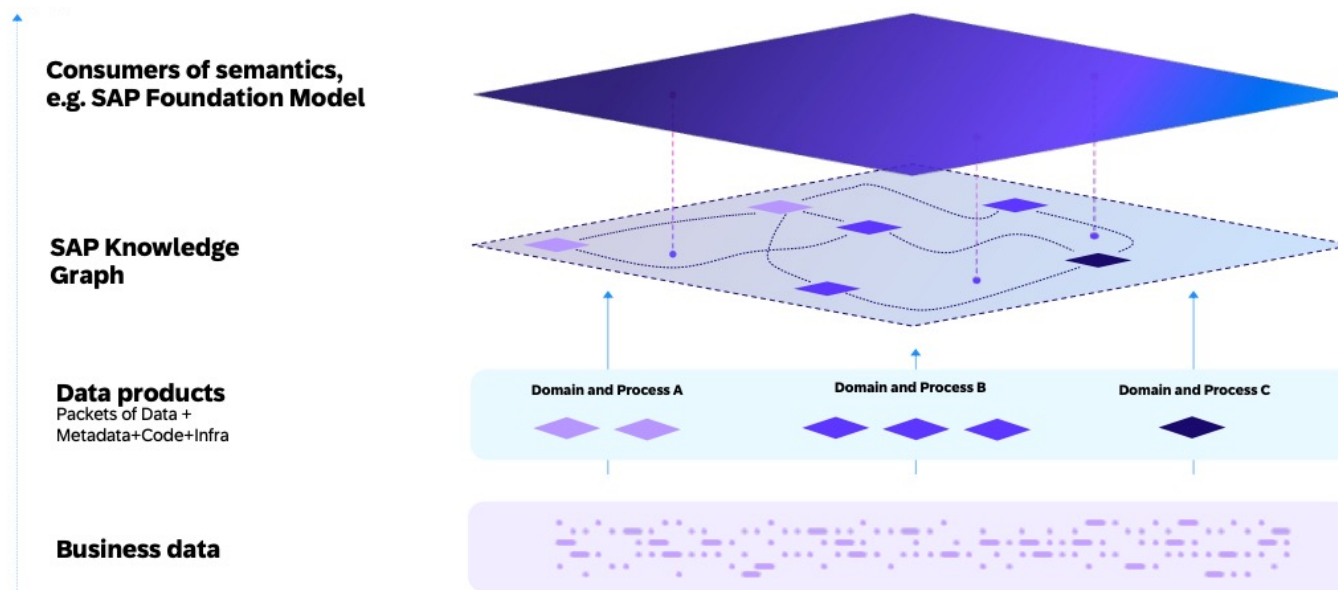 Consumers of semantics,
e.g. SAP Foundation Model
SAP Knowledge
Graph
Data products
Packets of Data +
Metadata+Code+Infra
Domain and Process A
Domain and Process B
Domain and Process C
Business data